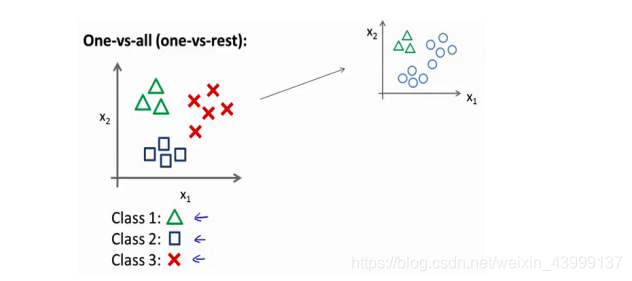 One-vs-all (one-vs-rest):
x₂
x₁
x₂
x₁
Class 1:
Class 2:
Class 3:
https://blog.csdn.net/weixin_43999137